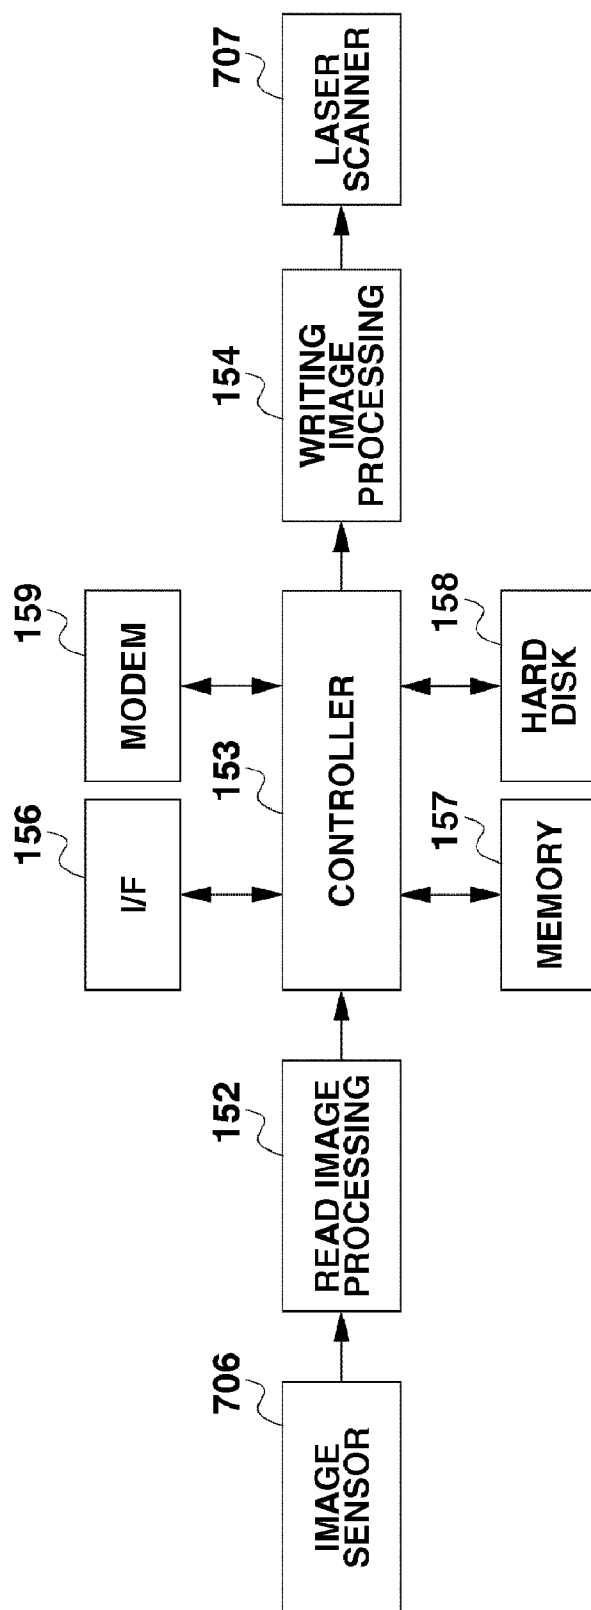 156
I/F
159
MODEM
706
IMAGE
SENSOR
152
READ IMAGE
PROCESSING
153
CONTROLLER
154
WRITING
IMAGE
PROCESSING
707
LASER
SCANNER
157
MEMORY
158
HARD
DISK